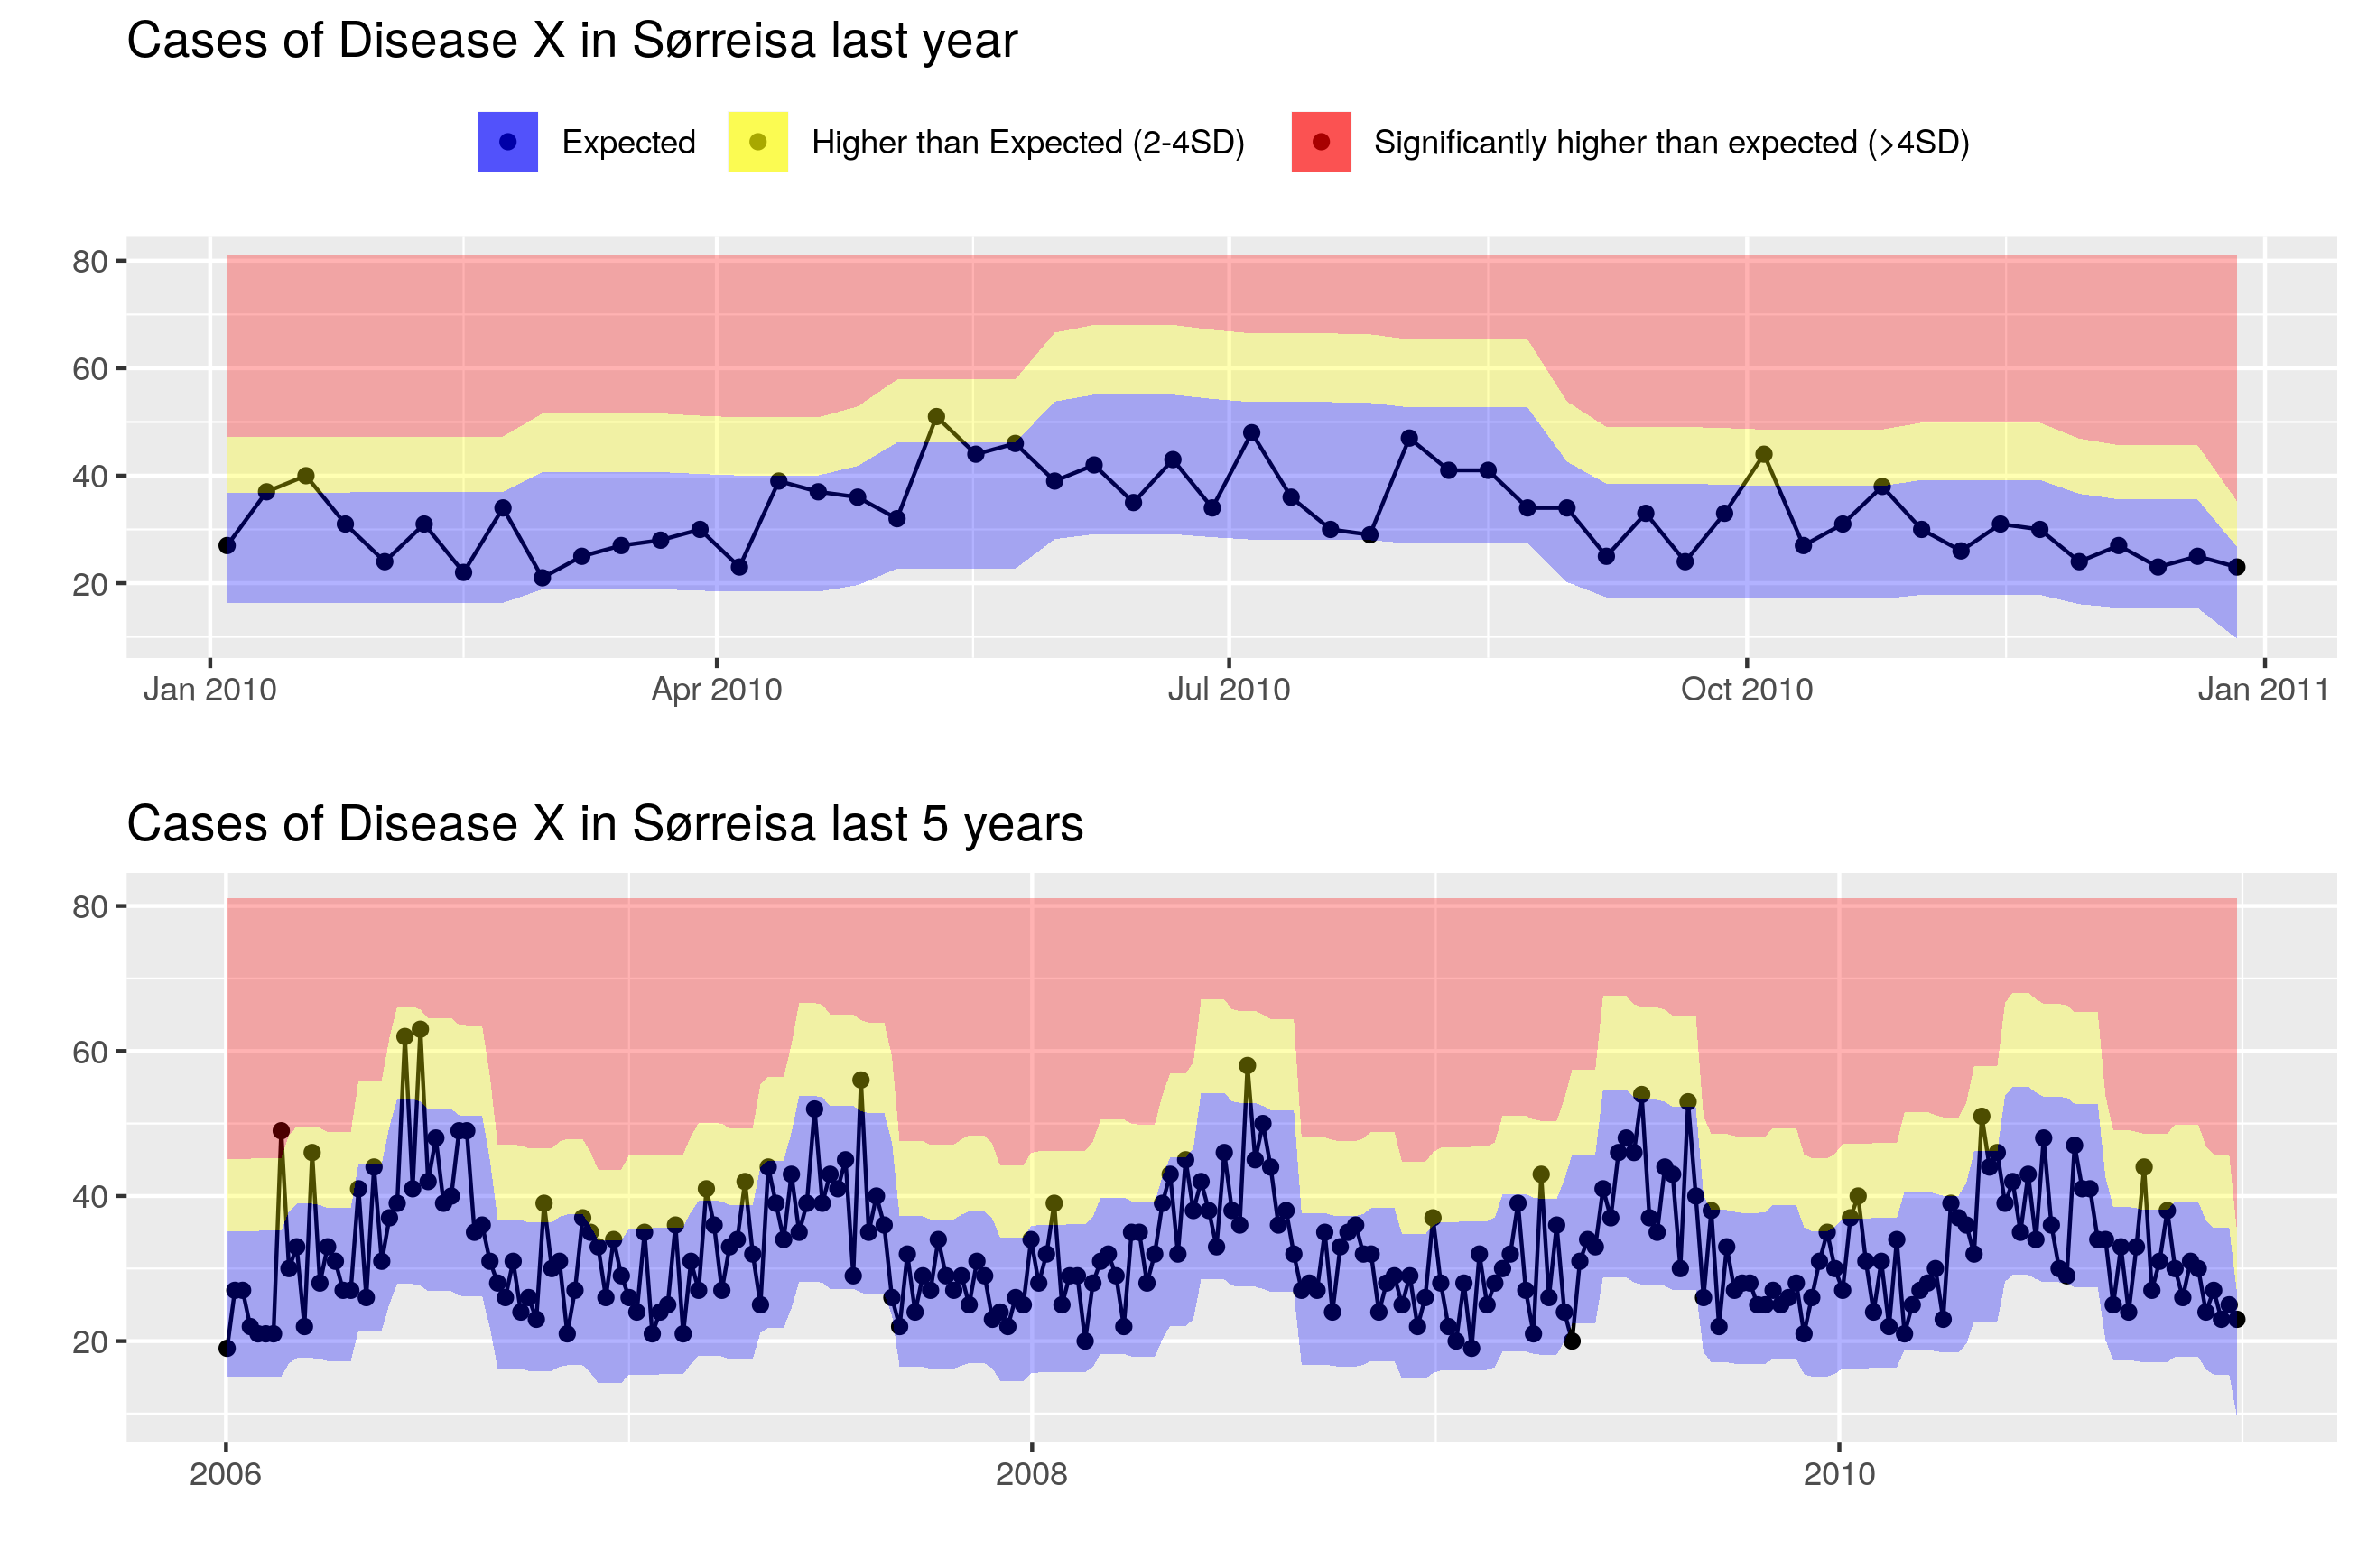 Cases of Disease X in Sørreisa last year
Expected Higher than Expected (2-4SD) Significantly higher than expected (>4SD)
80
60
40
20
Jan 2010 Apr 2010 Jul 2010 Oct 2010 Jan 2011
Cases of Disease X in Sørreisa last 5 years
80
60
40
20
2006 2008 2010